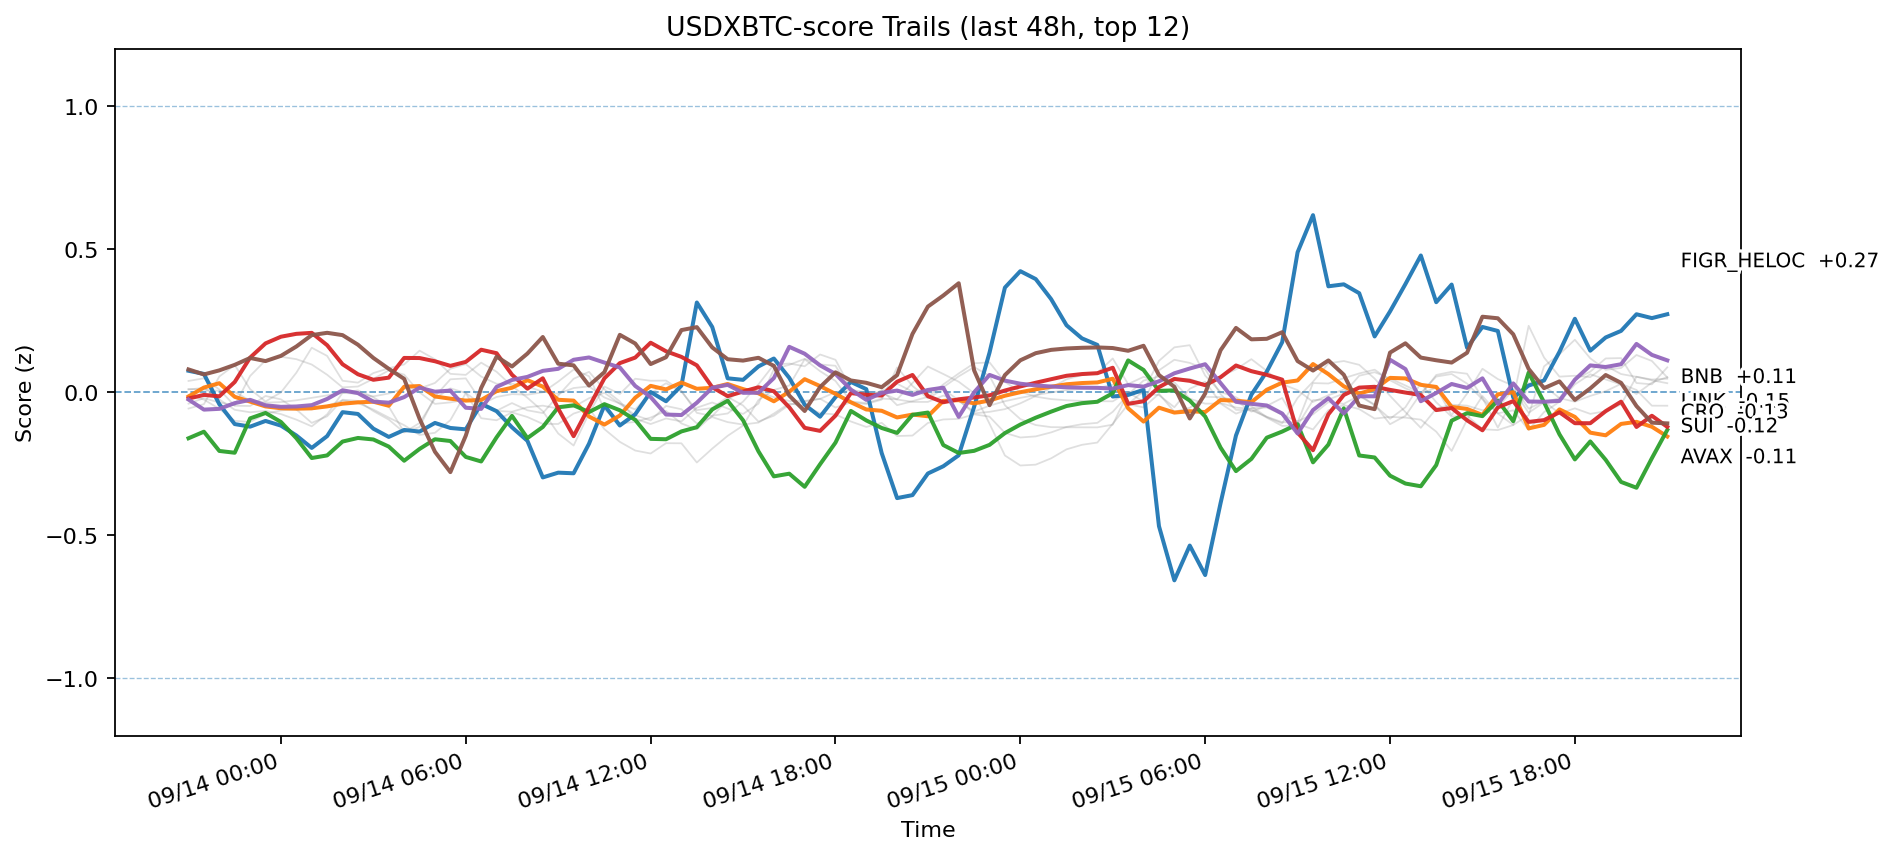 USDXBTC-score Trails (last 48h, top 12)
Score (z)
1.0
0.5
0.0
−0.5
−1.0
FIGR_HELOC +0.27
BNB +0.11
LINK -0.15
CRO -0.13
SUI -0.12
AVAX -0.11
09/14 00:00
09/14 06:00
09/14 12:00
09/14 18:00
09/15 00:00
09/15 06:00
09/15 12:00
09/15 18:00
Time